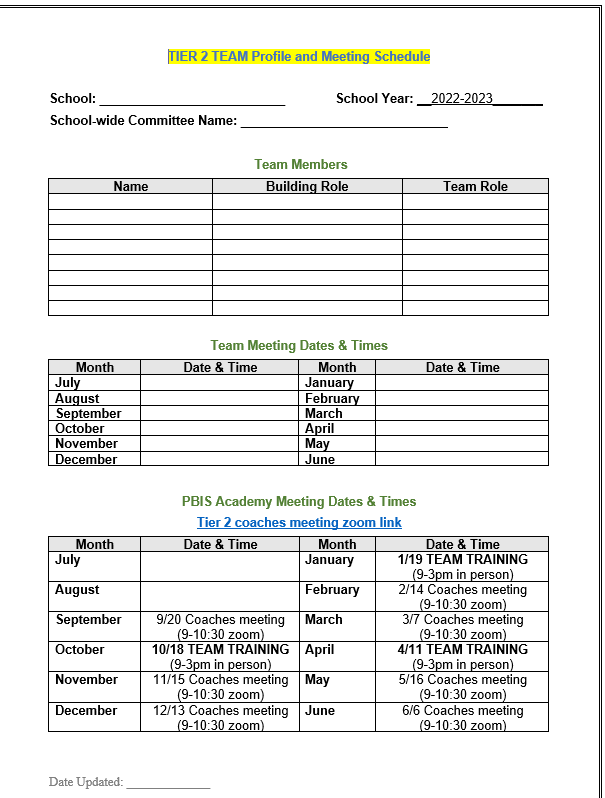 TIER 2 TEAM Profile and Meeting Schedule
School: ___________________________ School Year: __2022-2023_______
School-wide Committee Name: ______________________________
Team Members
Name Building Role Team Role
Team Meeting Dates & Times
Month Date & Time Month Date & Time
July January
August February
September March
October April
November May
December June
PBIS Academy Meeting Dates & Times
Tier 2 coaches meeting zoom link
Month Date & Time Month Date & Time
July January 1/19 TEAM TRAINING
(9-3pm in person)
August February 2/14 Coaches meeting
(9-10:30 zoom)
September 9/20 Coaches meeting March 3/7 Coaches meeting
(9-10:30 zoom) (9-10:30 zoom)
October 10/18 TEAM TRAINING April 4/11 TEAM TRAINING
(9-3pm in person) (9-3pm in person)
November 11/15 Coaches meeting May 5/16 Coaches meeting
(9-10:30 zoom) (9-10:30 zoom)
December 12/13 Coaches meeting June 6/6 Coaches meeting
(9-10:30 zoom) (9-10:30 zoom)
Date Updated: _____________